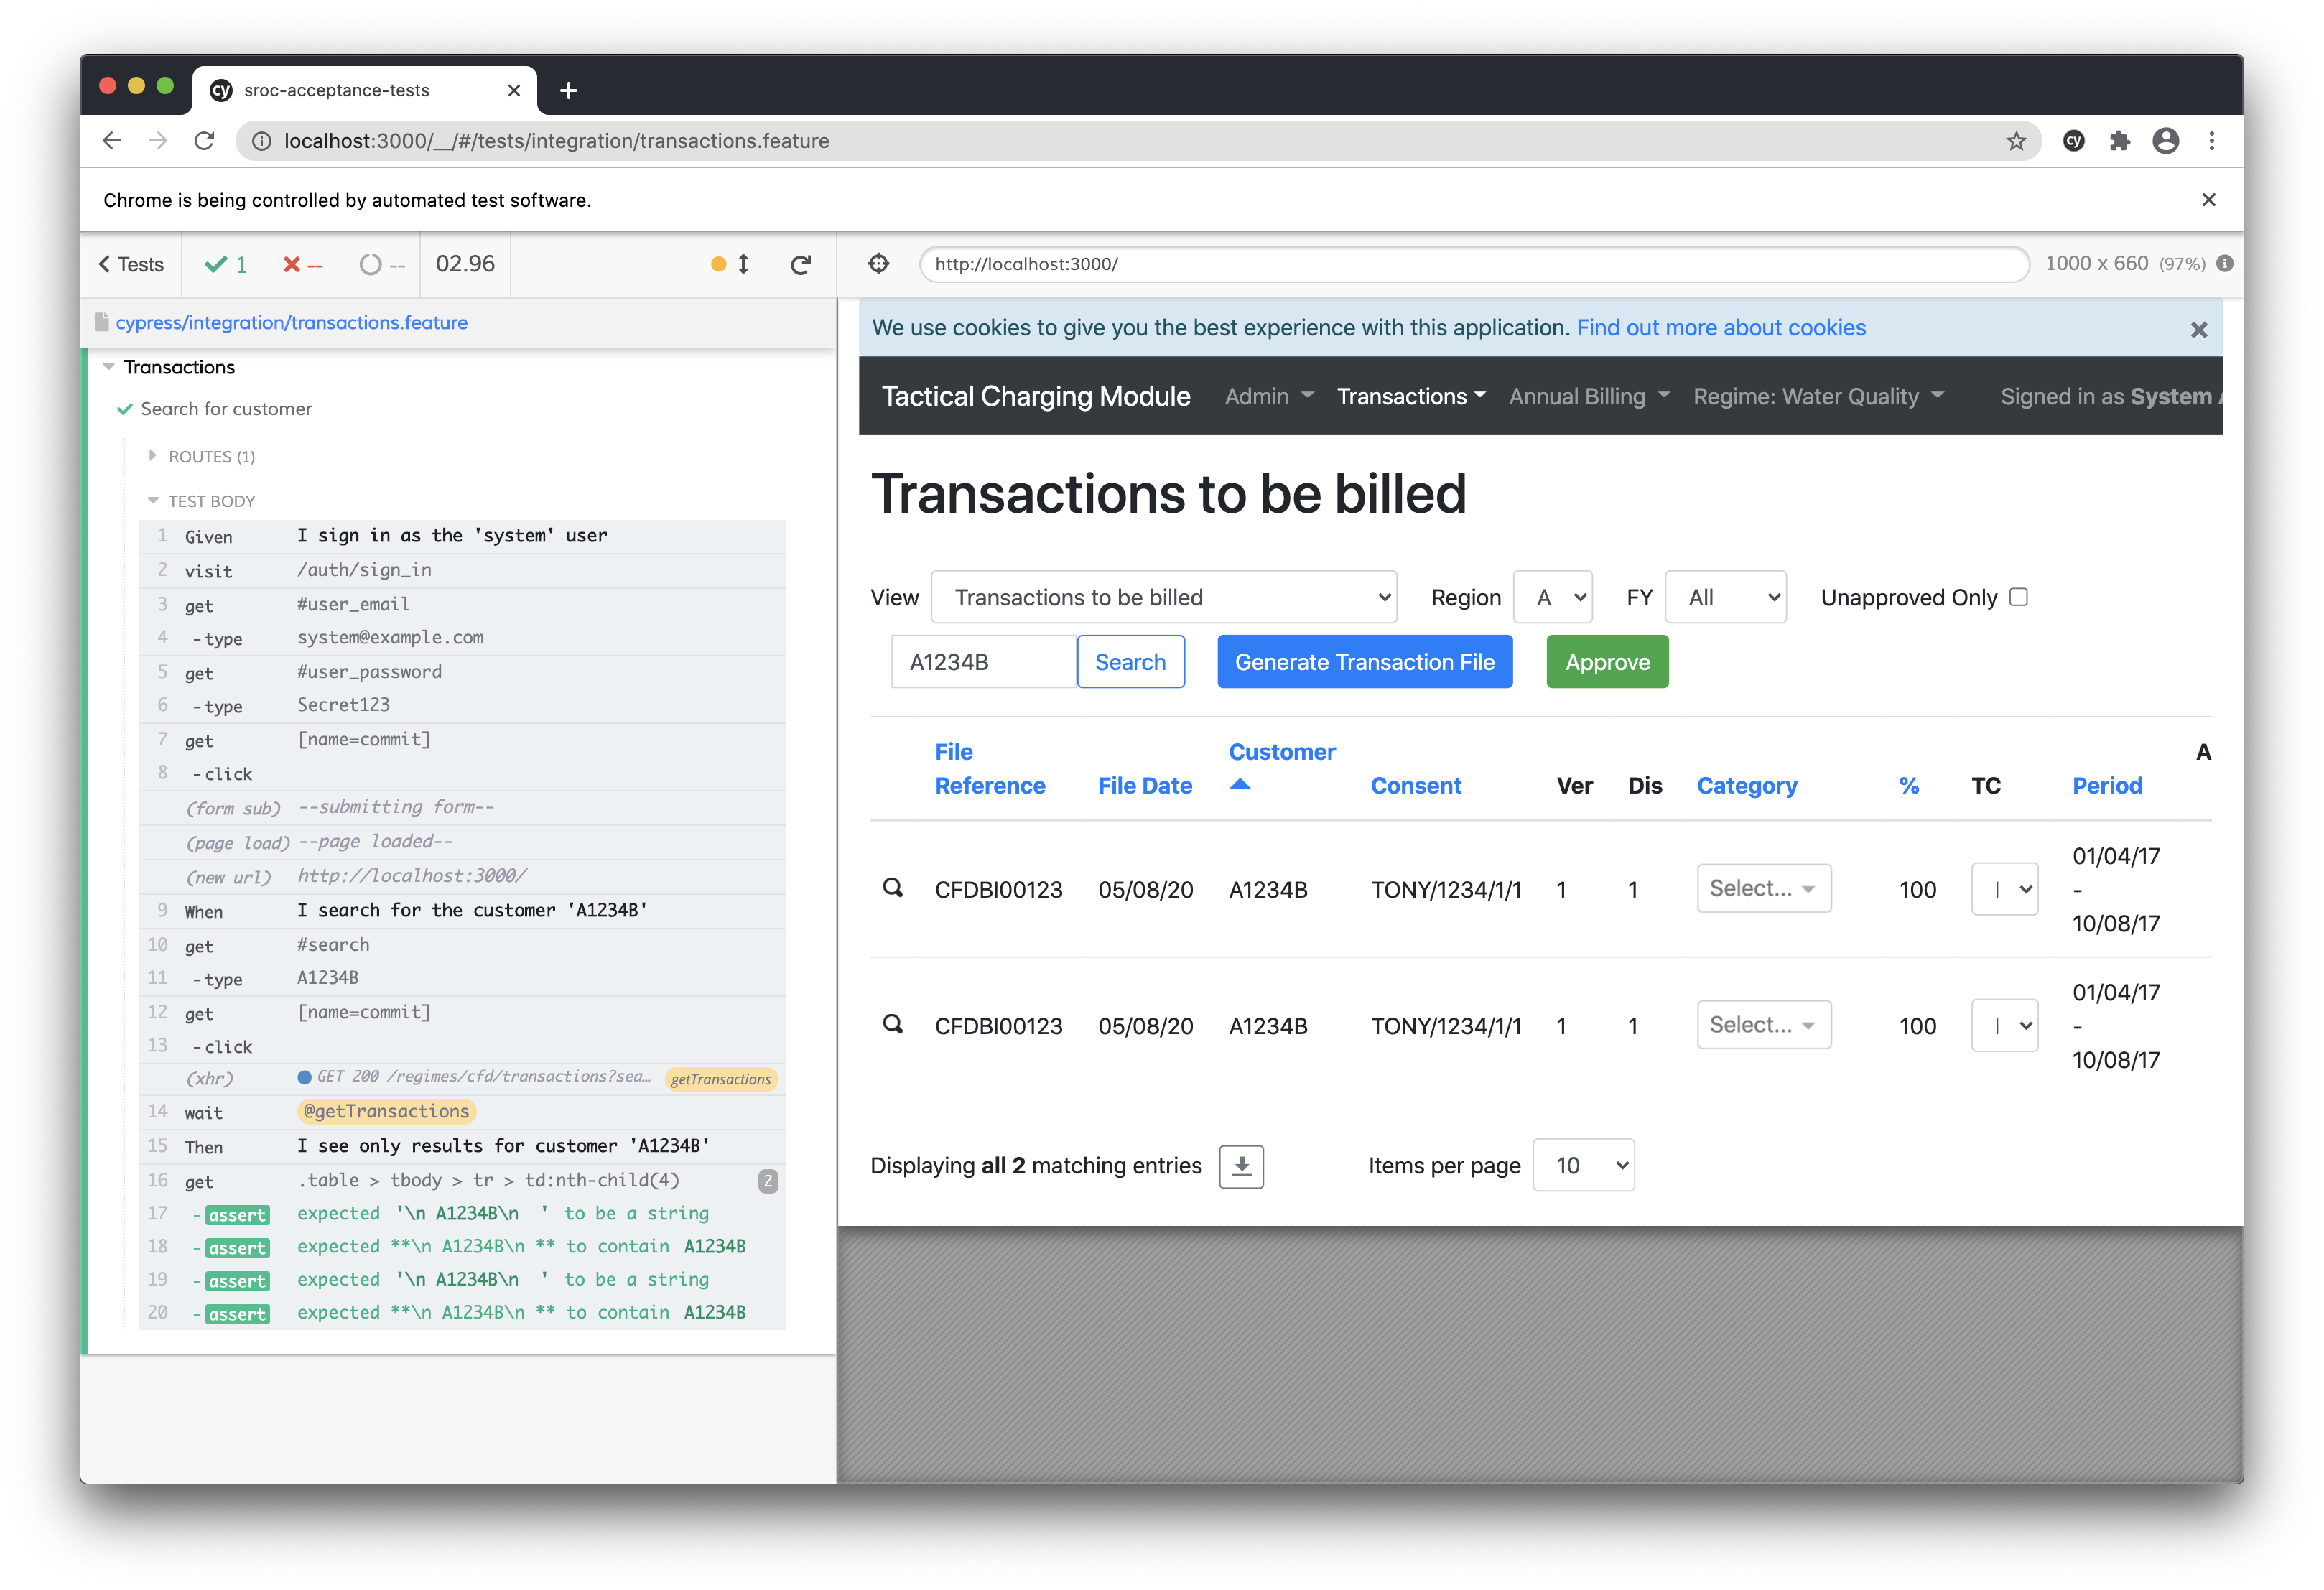 cy sroc-acceptance-tests
localhost:3000/__/#/tests/integration/transactions.feature
cy
Chrome is being controlled by automated test software.
Tests 1 -- -- 02.96
http://localhost:3000/ 1000 x 660 (97%)
cypress/integration/transactions.feature
Transactions
Search for customer
ROUTES (1)
TEST BODY
1 Given I sign in as the 'system' user
2 visit /auth/sign_in
3 get #user_email
4 -type system@example.com
5 get #user_password
6 -type Secret123
7 get [name=commit]
8 -click
(form sub) --submitting form--
(page load) --page loaded--
(new url) http://localhost:3000/
9 When I search for the customer 'A1234B'
10 get #search
11 -type A1234B
12 get [name=commit]
13 -click
(xhr) GET 200 /regimes/cfd/transactions?sea... getTransactions
14 wait @getTransactions
15 Then I see only results for customer 'A1234B'
16 get .table > tbody > tr > td:nth-child(4) 2
17 -assert expected '\n A1234B\n ' to be a string
18 -assert expected **\n A1234B\n ** to contain A1234B
19 -assert expected '\n A1234B\n ' to be a string
20 -assert expected **\n A1234B\n ** to contain A1234B
We use cookies to give you the best experience with this application. Find out more about cookies
Tactical Charging Module Admin Transactions Annual Billing Regime: Water Quality Signed in as System A
Transactions to be billed
View Transactions to be billed Region A FY All Unapproved Only
A1234B Search Generate Transaction File Approve
File Customer A
Reference File Date Consent Ver Dis Category % TC Period
01/04/17
CFDBI00123 05/08/20 A1234B TONY/1234/1/1 1 1 Select... 100 -
10/08/17
01/04/17
CFDBI00123 05/08/20 A1234B TONY/1234/1/1 1 1 Select... 100 -
10/08/17
Displaying all 2 matching entries Items per page 10